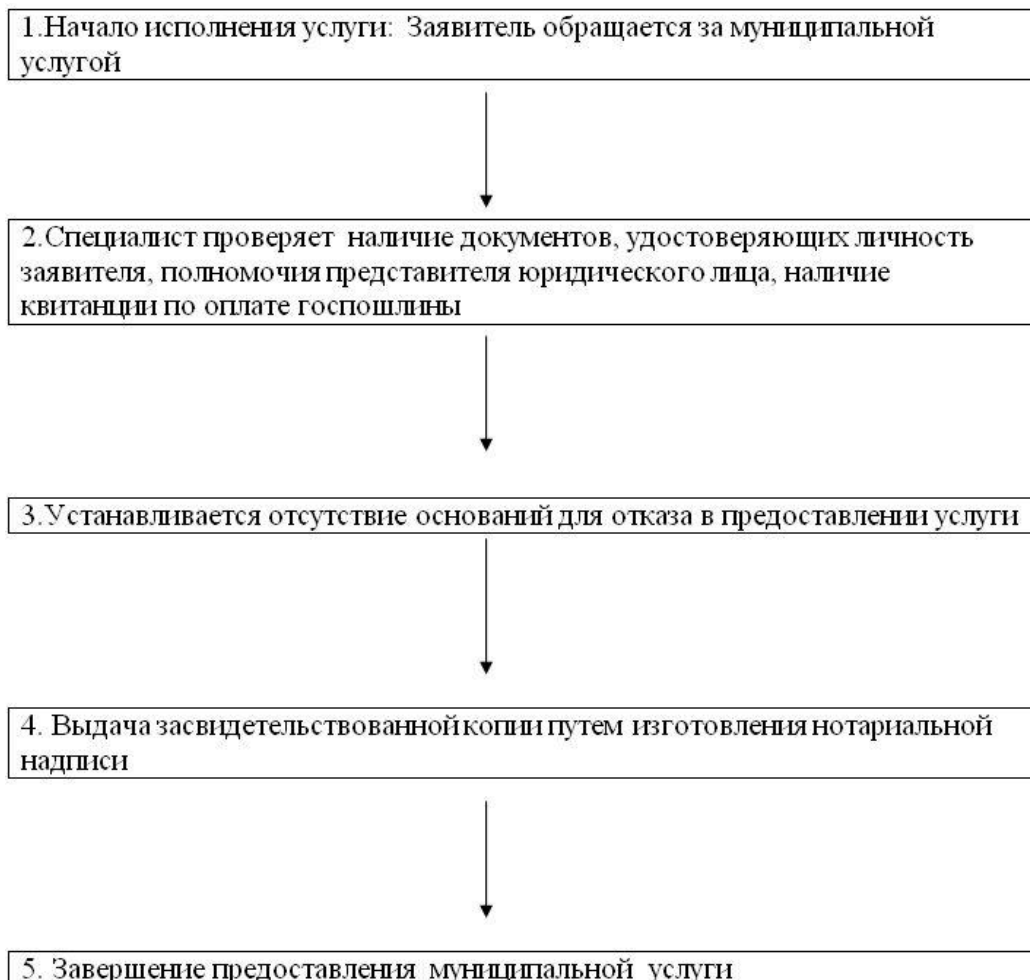 1.Начало исполнения услуги: Заявитель обращается за муниципальной
услугой
2.Специалист проверяет наличие документов, удостоверяющих личность
заявителя, полномочия представителя юридического лица, наличие
квитанции по оплате госпошлины
3.Устанавливается отсутствие оснований для отказа в предоставлении услуги
4. Выдача засвидетельствованной копии путем изготовления нотариальной
надписи
5. Завершение предоставления муниципальной услуги